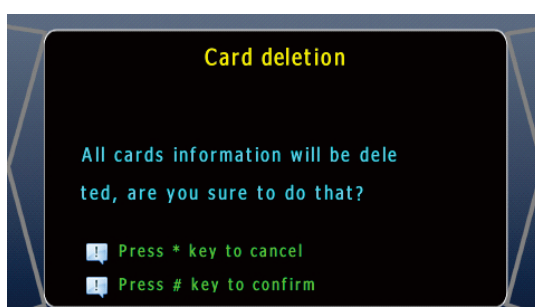 Card deletion
All cards information will be dele
ted, are you sure to do that?
Press * key to cancel
Press # key to confirm